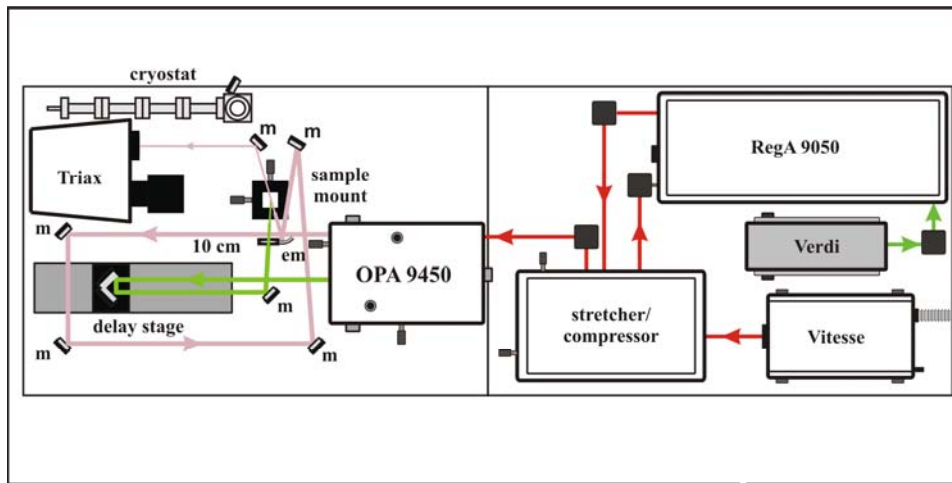 cryostat
m
m
Triax
sample
mount
RegA 9050
m
10 cm
em
OPA 9450
Verdi
m
delay stage
m
m
stretcher/
compressor
Vitesse